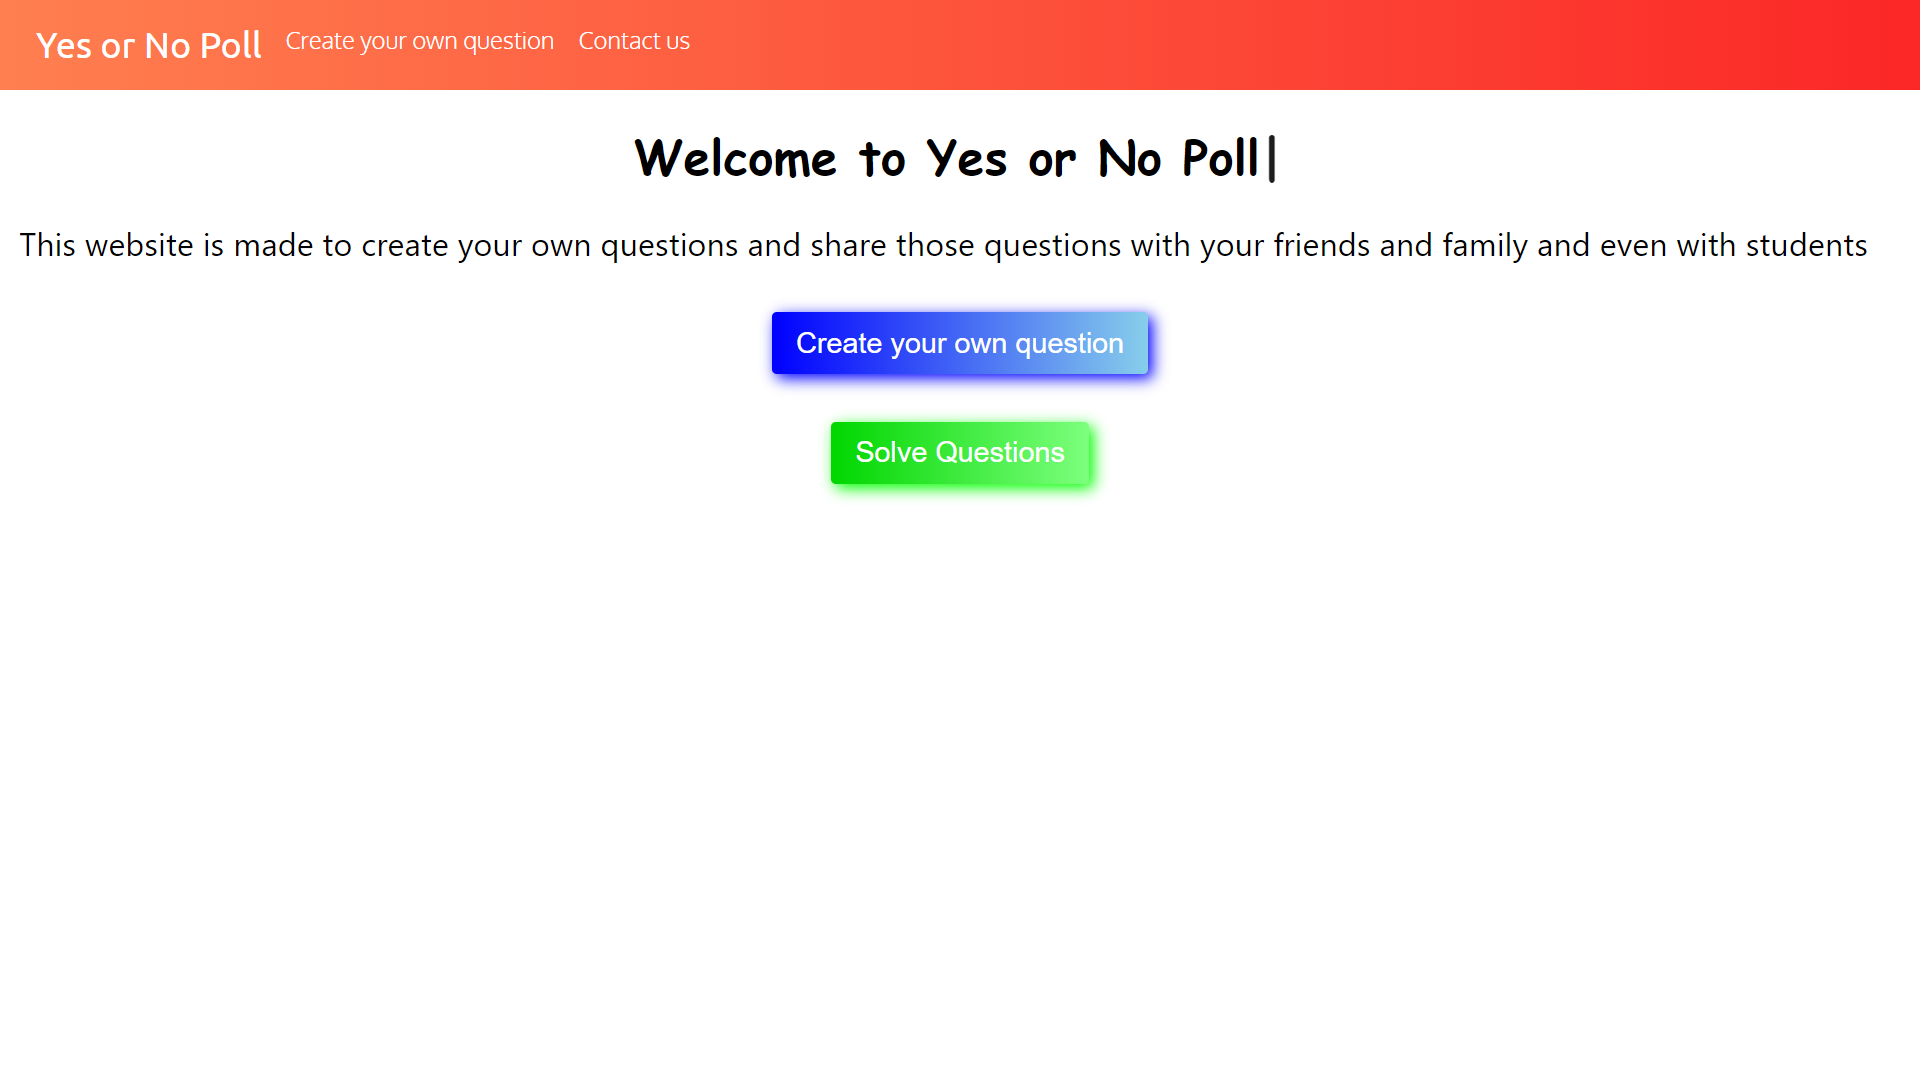 Yes or No Poll Create your own question Contact us
Welcome to Yes or No Poll|
This website is made to create your own questions and share those questions with your friends and family and even with students
Create your own question
Solve Questions